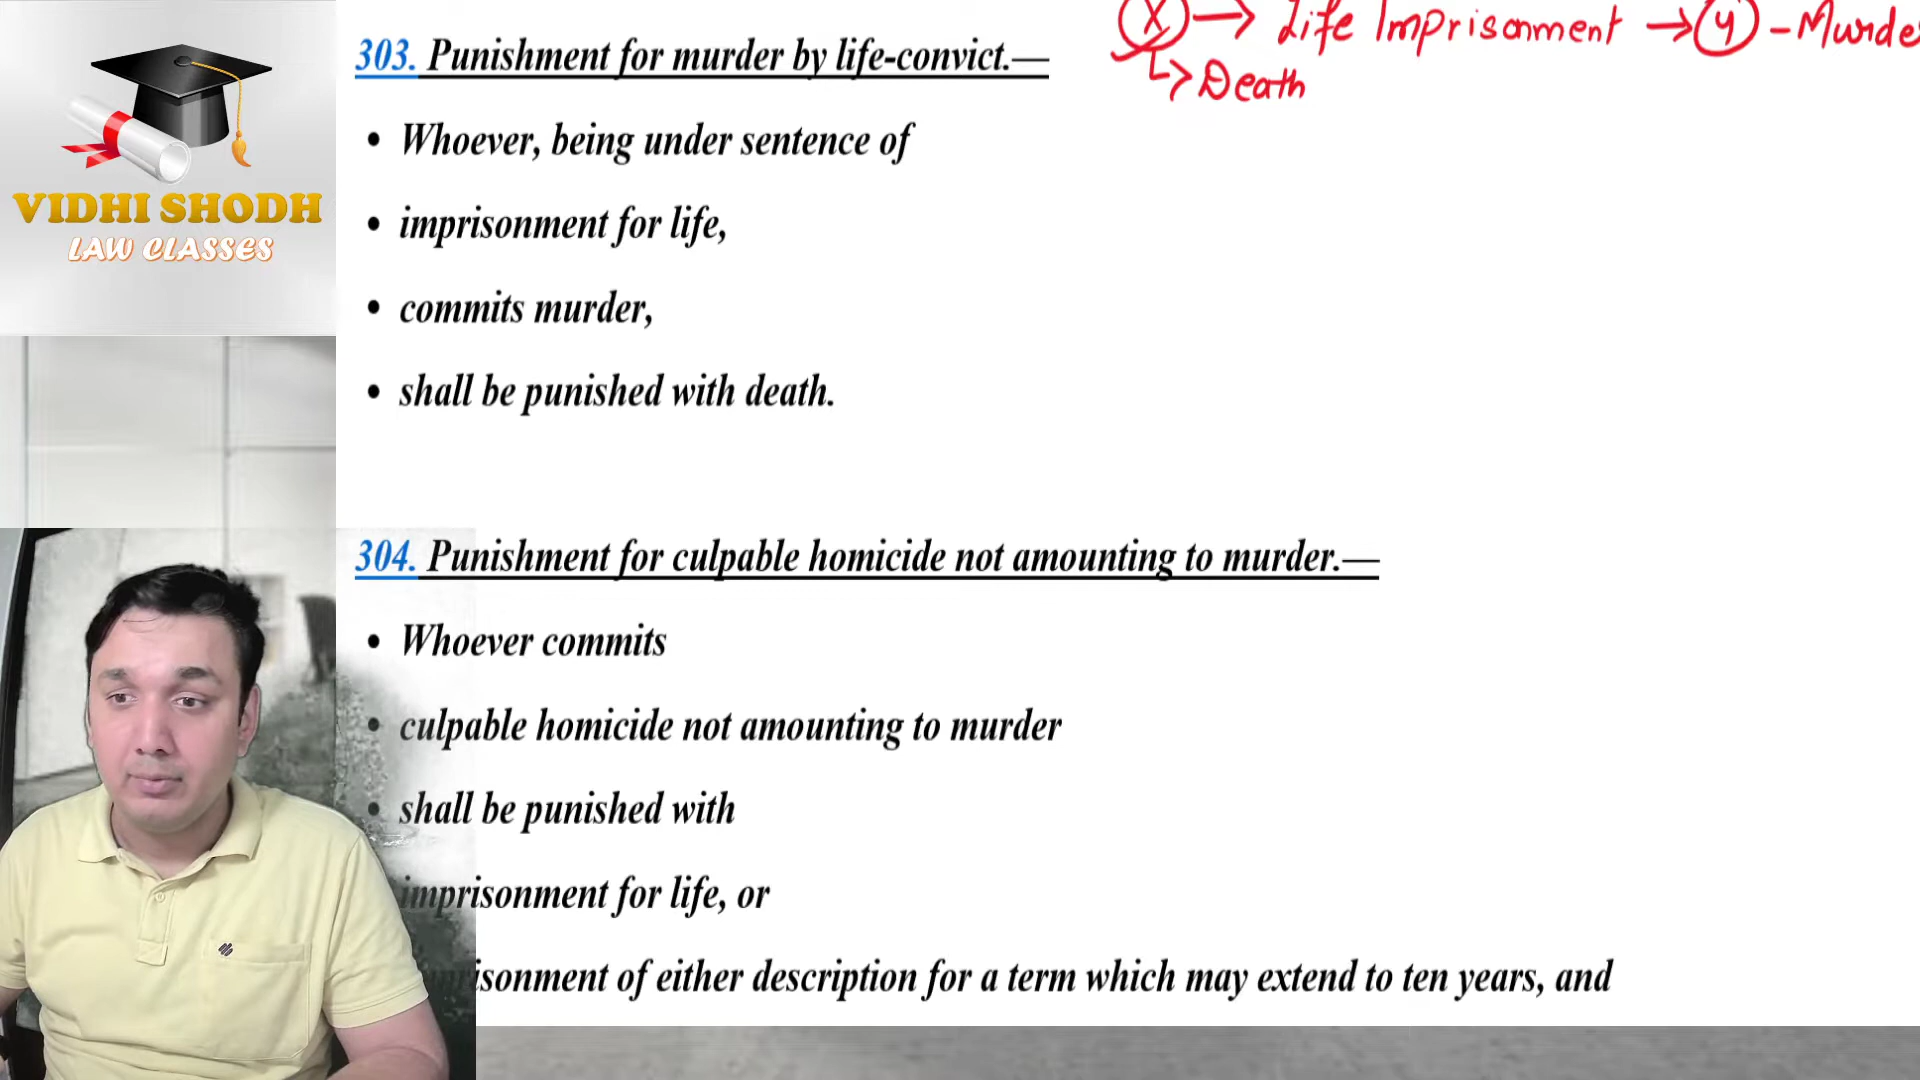 VIDHI SHODH
LAW CLASSES
303. Punishment for murder by life-convict.—
• Whoever, being under sentence of
• imprisonment for life,
• commits murder,
• shall be punished with death.
X → Life Imprisonment → Y - Murde
↳ Death
304. Punishment for culpable homicide not amounting to murder.—
• Whoever commits
• culpable homicide not amounting to murder
• shall be punished with
imprisonment for life, or
risonment of either description for a term which may extend to ten years, and